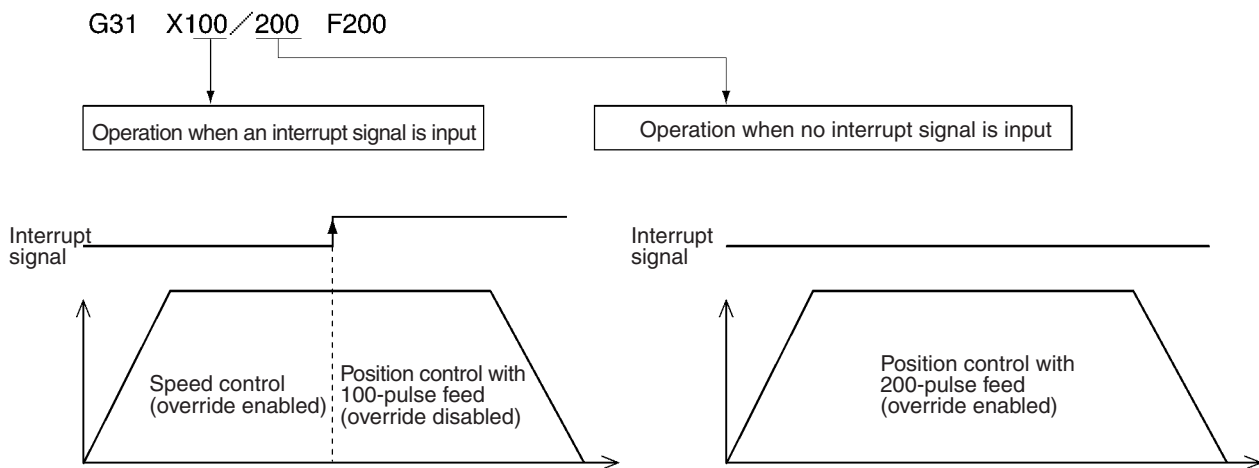 G31 X100／200 F200
Operation when an interrupt signal is input
Operation when no interrupt signal is input
Interrupt
signal
Speed control
(override enabled)
Position control with
100-pulse feed
(override disabled)
Interrupt
signal
Position control with
200-pulse feed
(override enabled)